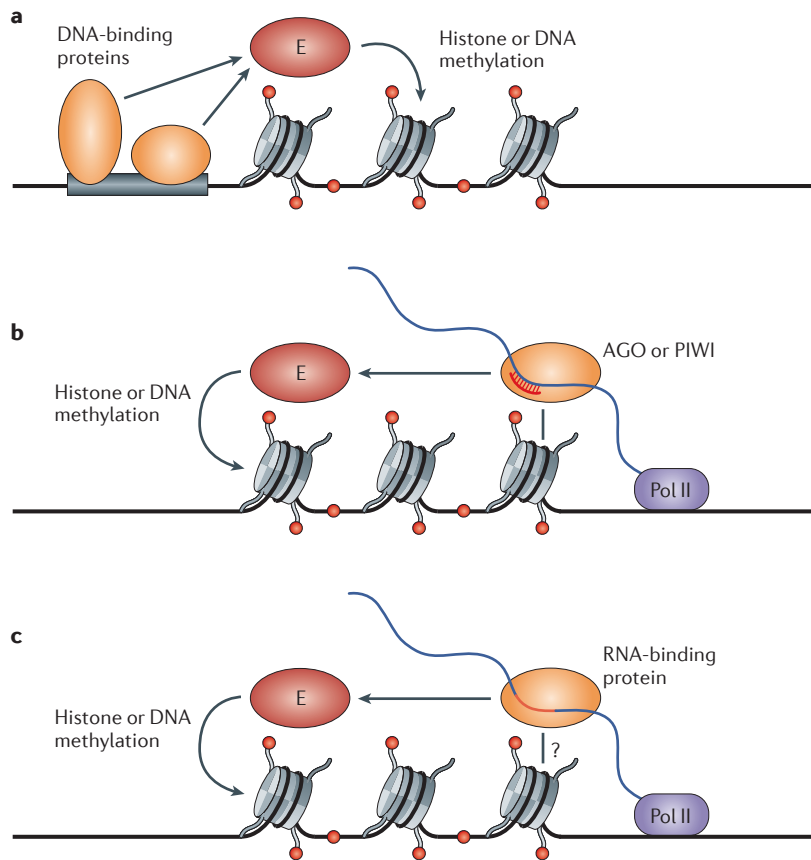 a
DNA-binding
proteins
E
Histone or DNA
methylation
b
E
AGO or PIWI
Histone or DNA
methylation
Pol II
c
E
RNA-binding
protein
Histone or DNA
methylation
?
Pol II